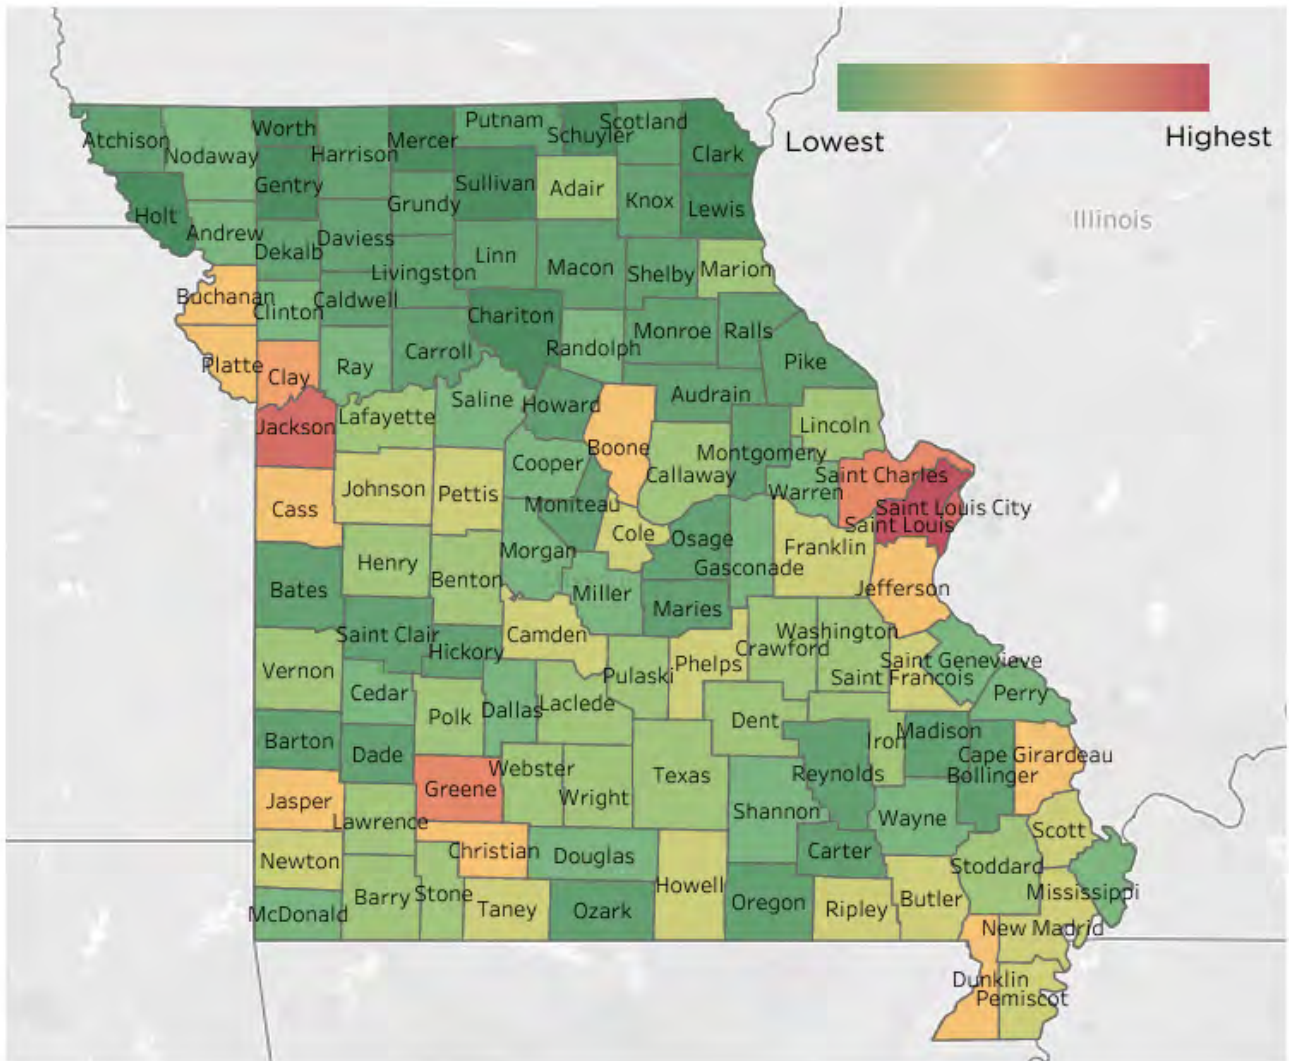 Lowest
Highest
Illinois
Atchison
Nodaway
Worth
Harrison
Mercer
Putnam
Schuyler
Scotland
Clark
Gentry
Sullivan
Adair
Knox
Lewis
Holt
Andrew
Grundy
Dekalb
Daviess
Livingston
Linn
Macon
Shelby
Marion
Buchanan
Clinton
Caldwell
Chariton
Randolph
Monroe
Ralls
Pike
Platte
Clay
Ray
Carroll
Saline
Howard
Audrain
Jackson
Lafayette
Boone
Callaway
Montgomery
Lincoln
Cooper
Warren
Saint Charles
Saint Louis City
Saint Louis
Cass
Johnson
Pettis
Moniteau
Cole
Osage
Gasconade
Franklin
Jefferson
Bates
Henry
Benton
Morgan
Miller
Maries
Saint Clair
Hickory
Camden
Pulaski
Phelps
Crawford
Washington
Saint Genevieve
Saint Francois
Perry
Vernon
Cedar
Polk
Dallas
Laclede
Dent
Iron
Madison
Cape Girardeau
Bollinger
Barton
Dade
Greene
Webster
Wright
Texas
Reynolds
Shannon
Wayne
Scott
Jasper
Lawrence
Christian
Douglas
Carter
Stoddard
Mississippi
Newton
Howell
McDonald
Barry
Stone
Taney
Ozark
Oregon
Ripley
Butler
New Madrid
Dunklin
Pemiscot